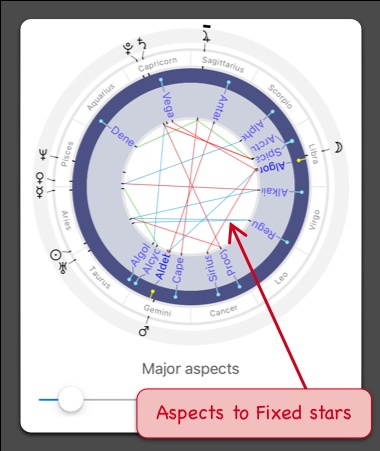 Capricorn
Sagittarius
Aquarius
Scorpio
Pisces
Libra
Aries
Virgo
Taurus
Leo
Gemini
Cancer
Vega
Antar
Dene
Alphe
Arctu
Spica
Algor
Alkai
Regu
Procy
Sirius
Cape
Aldeb
Alcyo
Algol
Major aspects
Aspects to Fixed stars